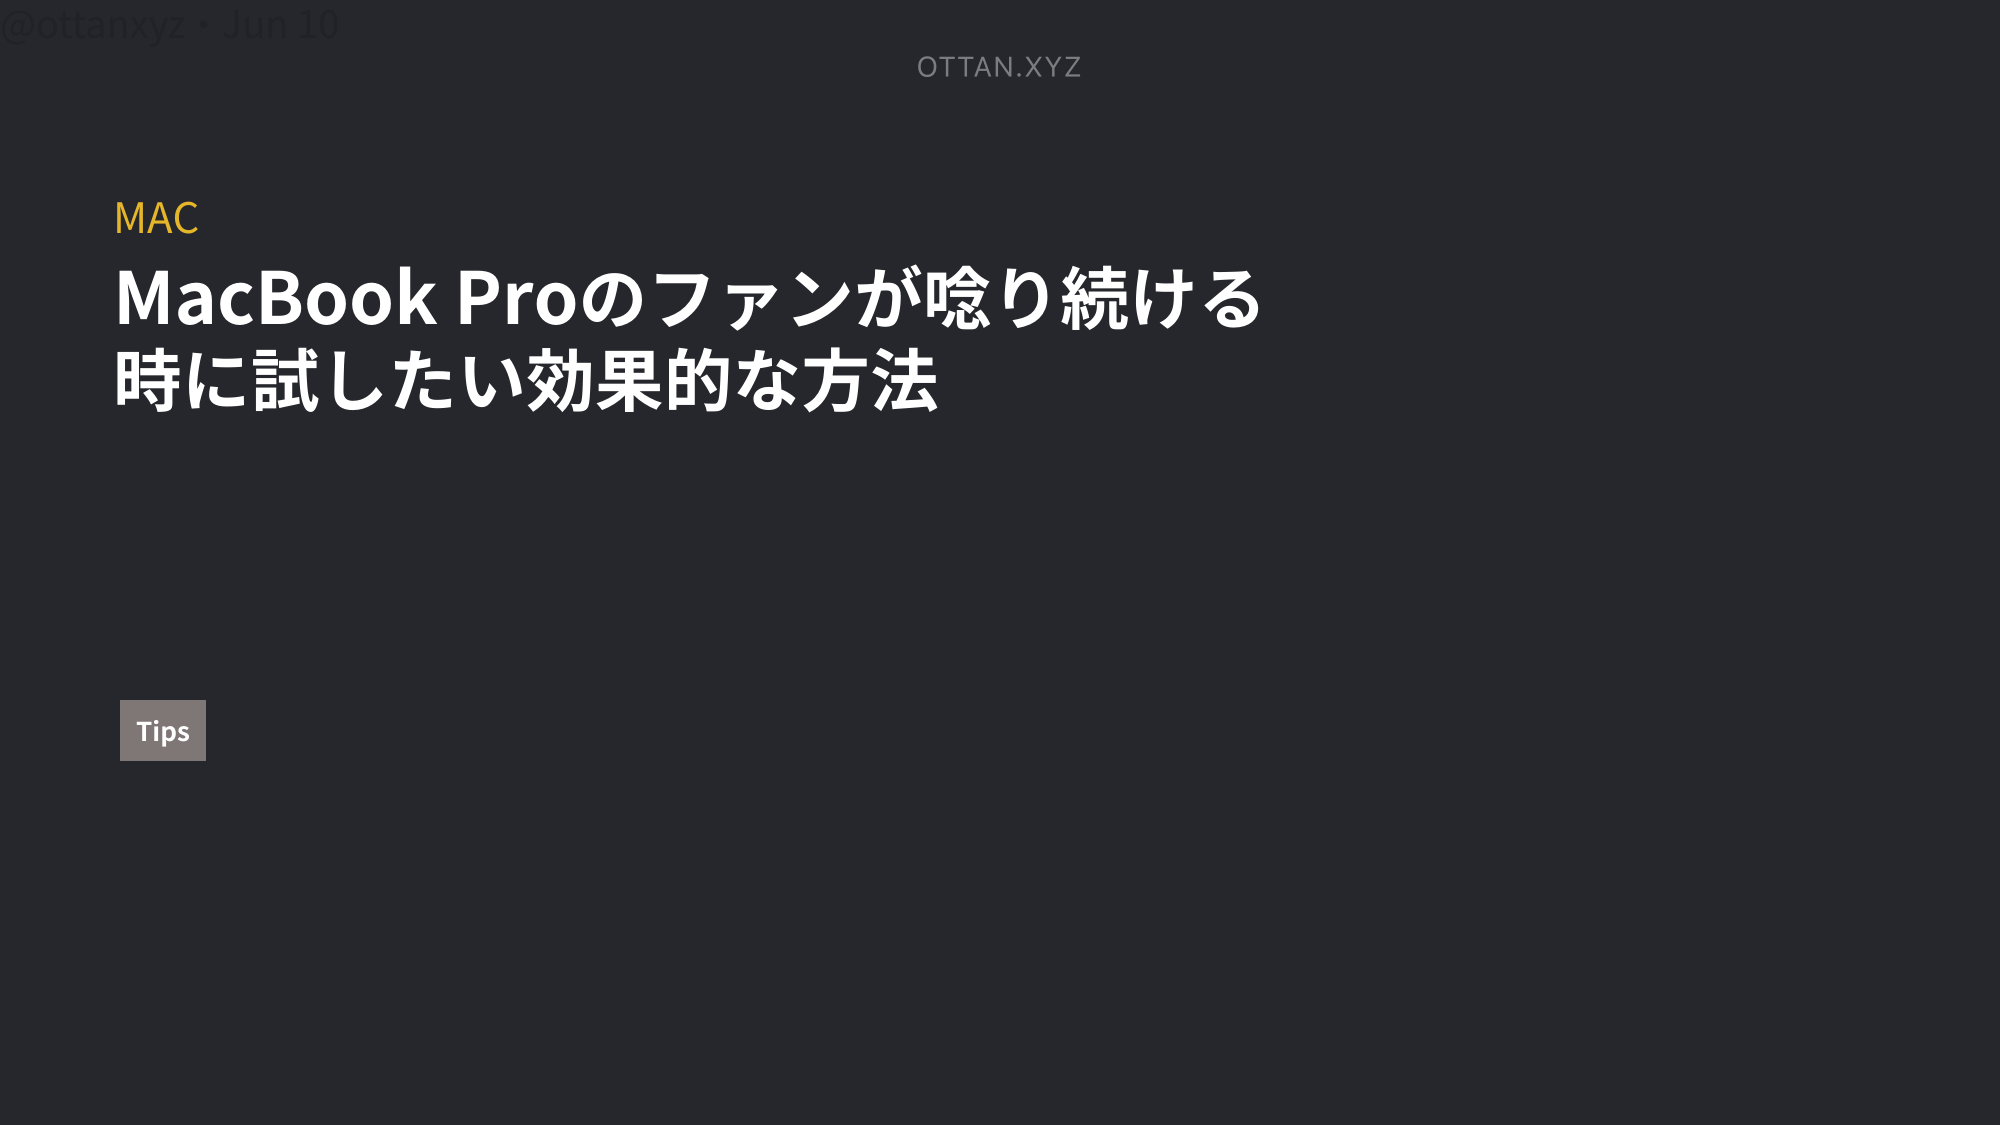 @ottanxyz・Jun 10
OTTAN.XYZ
MAC
MacBook Proのファンが唸り続ける
時に試したい効果的な方法
Tips